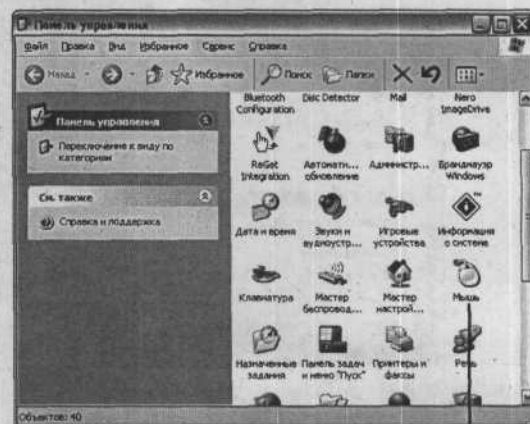 Панель управления
Файл Правка Вид Избранное Сервис Справка
Назад Избранное Поиск Папки
Панель управления
Переключение к виду по
категориям
См. также
Справка и поддержка
Bluetooth Configuration
Disc Detector
Mail
Nero ImageDrive
ReGet Integration
Автомати... обновление
Администр...
Брандмауэр Windows
Дата и время
Звуки и аудиоустр...
Игровые устройства
Информация о системе
Клавиатура
Мастер беспровод...
Мастер настрой...
Мышь
Назначенные задания
Панель задач и меню "Пуск"
Принтеры и факсы
Речь
Объектов: 40